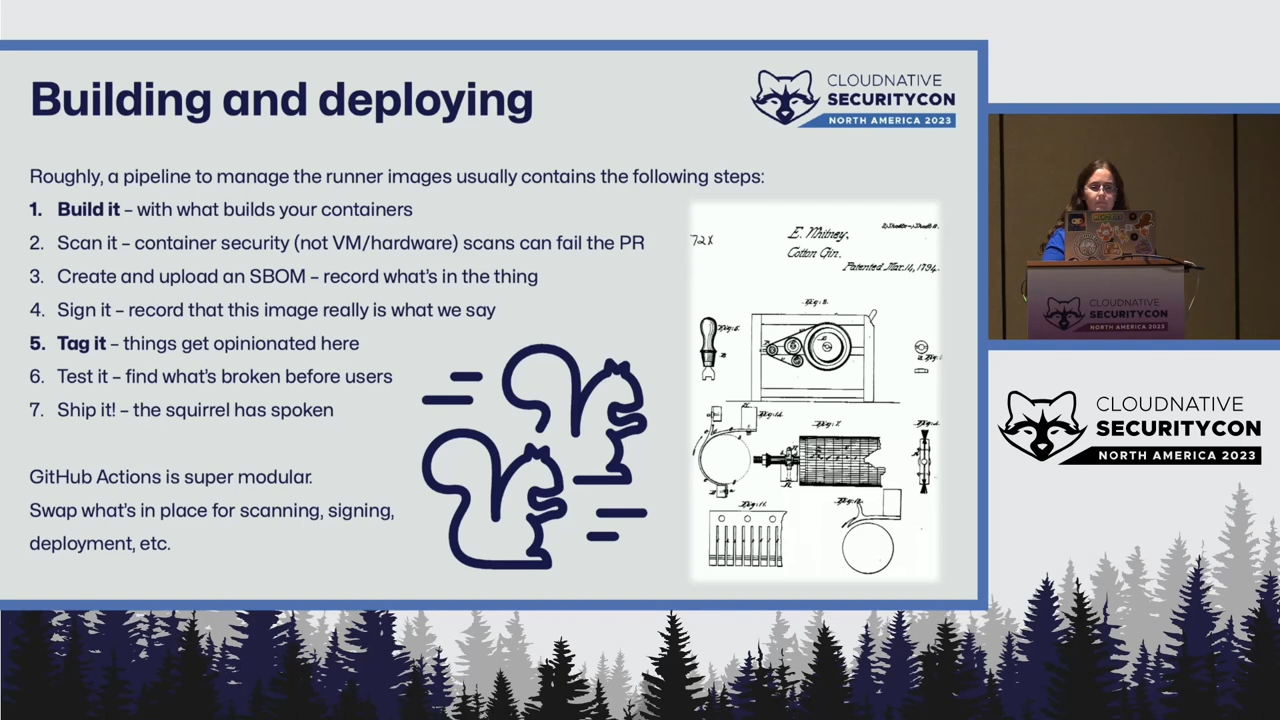 Building and deploying
CLOUDNATIVE
SECURITYCON
NORTH AMERICA 2023
Roughly, a pipeline to manage the runner images usually contains the following steps:
1. Build it – with what builds your containers
2. Scan it – container security (not VM/hardware) scans can fail the PR
3. Create and upload an SBOM – record what's in the thing
4. Sign it – record that this image really is what we say
5. Tag it – things get opinionated here
6. Test it – find what's broken before users
7. Ship it! – the squirrel has spoken
GitHub Actions is super modular.
Swap what's in place for scanning, signing,
deployment, etc.
72X
E. Whitney.
Cotton Gin.
Patented Mar. 14, 1794.
CLOUDNATIVE
SECURITYCON
NORTH AMERICA 2023
CLOUDNATIVE
SECURITYCON
NORTH AMERICA 2023